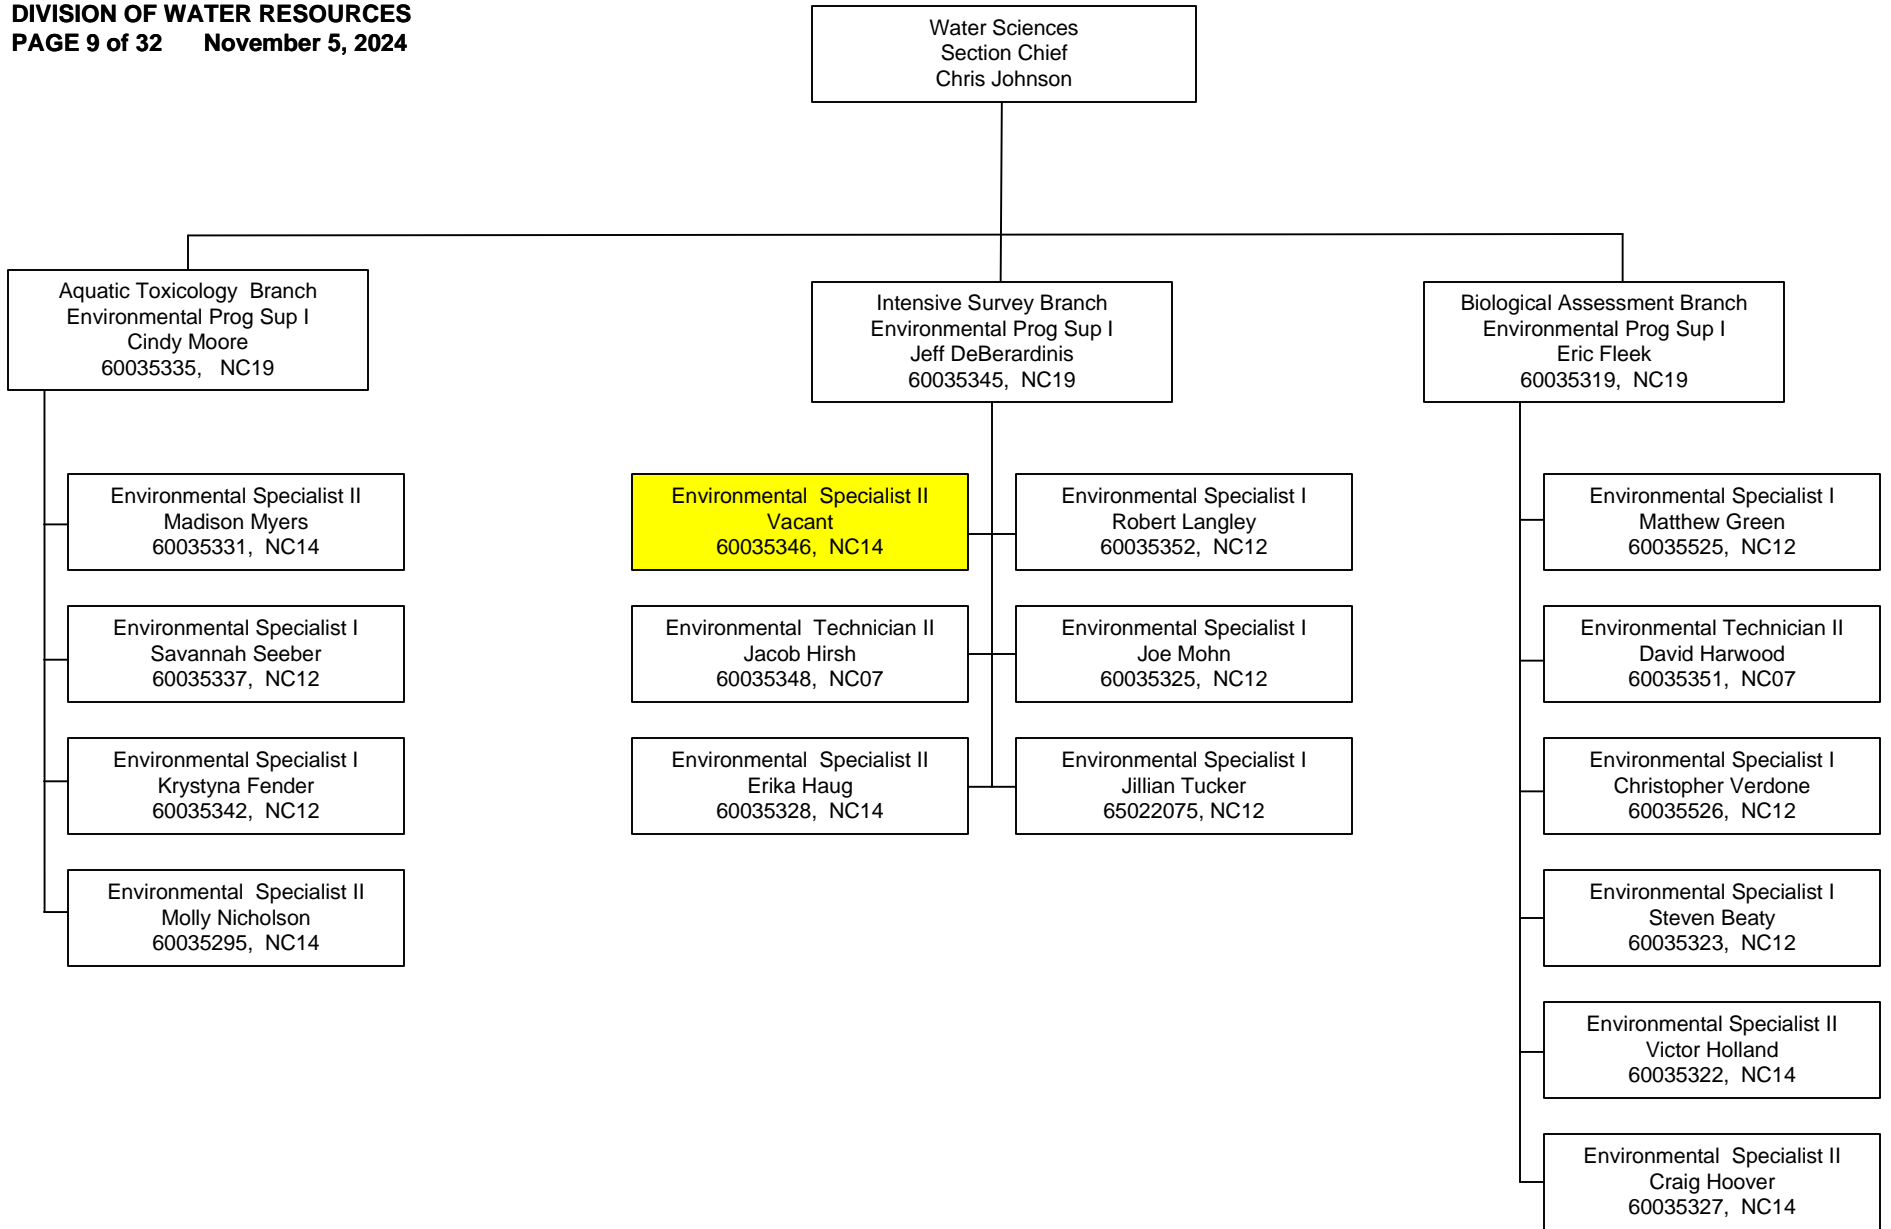 DIVISION OF WATER RESOURCES
PAGE 9 of 32 November 5, 2024
Water Sciences
Section Chief
Chris Johnson
Aquatic Toxicology Branch
Environmental Prog Sup I
Cindy Moore
60035335, NC19
Intensive Survey Branch
Environmental Prog Sup I
Jeff DeBerardinis
60035345, NC19
Biological Assessment Branch
Environmental Prog Sup I
Eric Fleek
60035319, NC19
Environmental Specialist II
Madison Myers
60035331, NC14
Environmental Specialist I
Savannah Seeber
60035337, NC12
Environmental Specialist I
Krystyna Fender
60035342, NC12
Environmental Specialist II
Molly Nicholson
60035295, NC14
Environmental Specialist II
Vacant
60035346, NC14
Environmental Technician II
Jacob Hirsh
60035348, NC07
Environmental Specialist II
Erika Haug
60035328, NC14
Environmental Specialist I
Robert Langley
60035352, NC12
Environmental Specialist I
Joe Mohn
60035325, NC12
Environmental Specialist I
Jillian Tucker
65022075, NC12
Environmental Specialist I
Matthew Green
60035525, NC12
Environmental Technician II
David Harwood
60035351, NC07
Environmental Specialist I
Christopher Verdone
60035526, NC12
Environmental Specialist I
Steven Beaty
60035323, NC12
Environmental Specialist II
Victor Holland
60035322, NC14
Environmental Specialist II
Craig Hoover
60035327, NC14